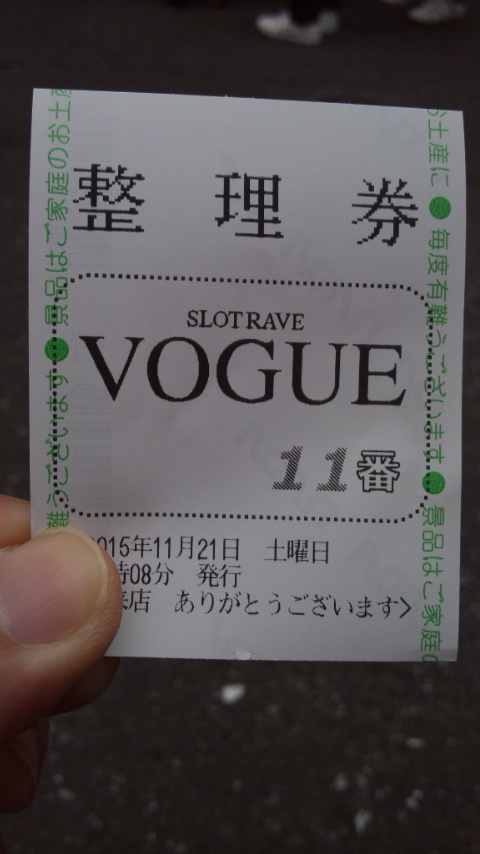 整理券
SLOT RAVE
VOGUE
11番
015年11月21日 土曜日
時08分 発行
来店 ありがとうございます>
景品はご家庭のお土産
難うございます
お土産に ● 毎度有難うございます ● 景品はご家庭の